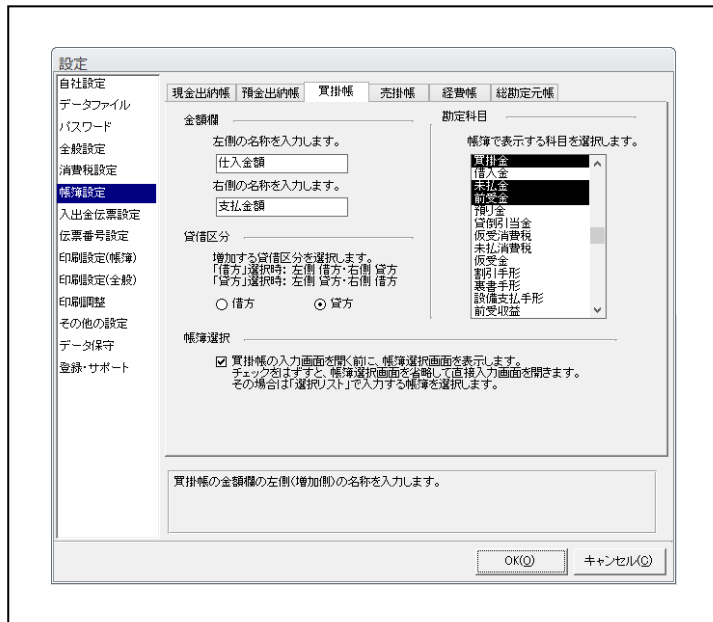 設定
自社設定
データファイル
パスワード
全般設定
消費税設定
帳簿設定
入出金伝票設定
伝票番号設定
印刷設定(帳簿)
印刷設定(全般)
印刷調整
その他の設定
データ保守
登録・サポート
現金出納帳
預金出納帳
買掛帳
売掛帳
経費帳
総勘定元帳
金額欄
左側の名称を入力します。
仕入金額
右側の名称を入力します。
支払金額
貸借区分
増加する貸借区分を選択します。
「借方」選択時: 左側 借方・右側 貸方
「貸方」選択時: 左側 貸方・右側 借方
借方
貸方
勘定科目
帳簿で表示する科目を選択します。
買掛金
借入金
未払金
前受金
預り金
貸倒引当金
仮受消費税
未払消費税
仮受金
割引手形
裏書手形
設備支払手形
前受収益
帳簿選択
買掛帳の入力画面を開く前に、帳簿選択画面を表示します。
チェックをはずすと、帳簿選択画面を省略して直接入力画面を開きます。
その場合は「選択リスト」で入力する帳簿を選択します。
買掛帳の金額欄の左側(増加側)の名称を入力します。
OK(O)
キャンセル(C)